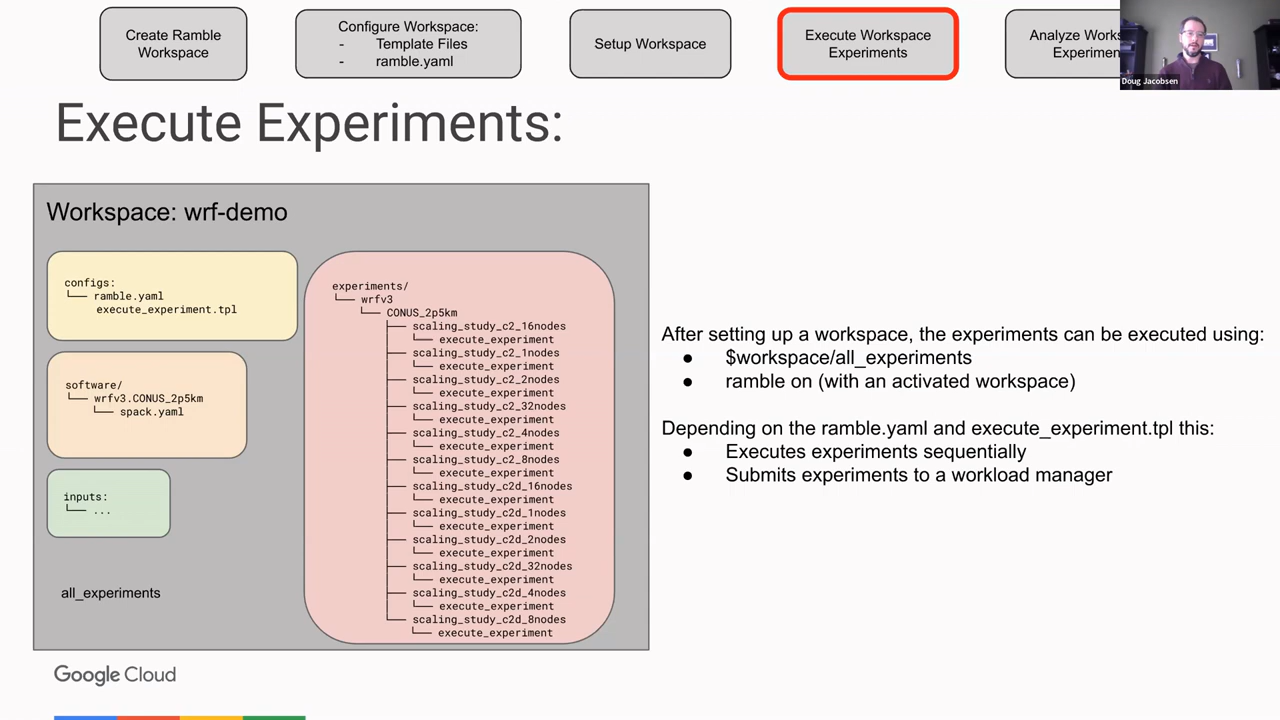 Create Ramble
Workspace
Configure Workspace:
- Template Files
- ramble.yaml
Setup Workspace
Execute Workspace
Experiments
Analyze Works
Experimen
Doug Jacobsen
Execute Experiments:
Workspace: wrf-demo
configs:
└── ramble.yaml
execute_experiment.tpl
software/
└── wrfv3.CONUS_2p5km
└── spack.yaml
inputs:
└── ...
all_experiments
experiments/
└── wrfv3
└── CONUS_2p5km
├── scaling_study_c2_16nodes
└── execute_experiment
├── scaling_study_c2_1nodes
└── execute_experiment
├── scaling_study_c2_2nodes
└── execute_experiment
├── scaling_study_c2_32nodes
└── execute_experiment
├── scaling_study_c2_4nodes
└── execute_experiment
├── scaling_study_c2_8nodes
└── execute_experiment
├── scaling_study_c2d_16nodes
└── execute_experiment
├── scaling_study_c2d_1nodes
└── execute_experiment
├── scaling_study_c2d_2nodes
└── execute_experiment
├── scaling_study_c2d_32nodes
└── execute_experiment
├── scaling_study_c2d_4nodes
└── execute_experiment
└── scaling_study_c2d_8nodes
└── execute_experiment
After setting up a workspace, the experiments can be executed using:
● $workspace/all_experiments
● ramble on (with an activated workspace)
Depending on the ramble.yaml and execute_experiment.tpl this:
● Executes experiments sequentially
● Submits experiments to a workload manager
Google Cloud